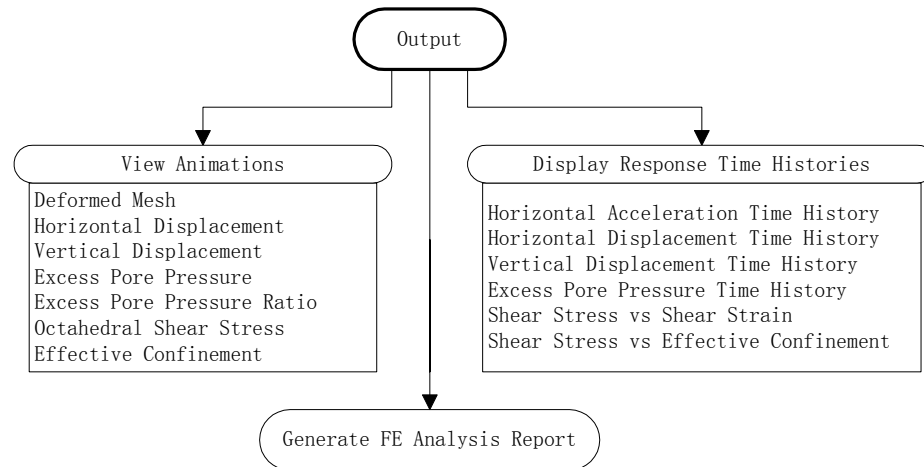 Output
View Animations
Deformed Mesh
Horizontal Displacement
Vertical Displacement
Excess Pore Pressure
Excess Pore Pressure Ratio
Octahedral Shear Stress
Effective Confinement
Display Response Time Histories
Horizontal Acceleration Time History
Horizontal Displacement Time History
Vertical Displacement Time History
Excess Pore Pressure Time History
Shear Stress vs Shear Strain
Shear Stress vs Effective Confinement
Generate FE Analysis Report